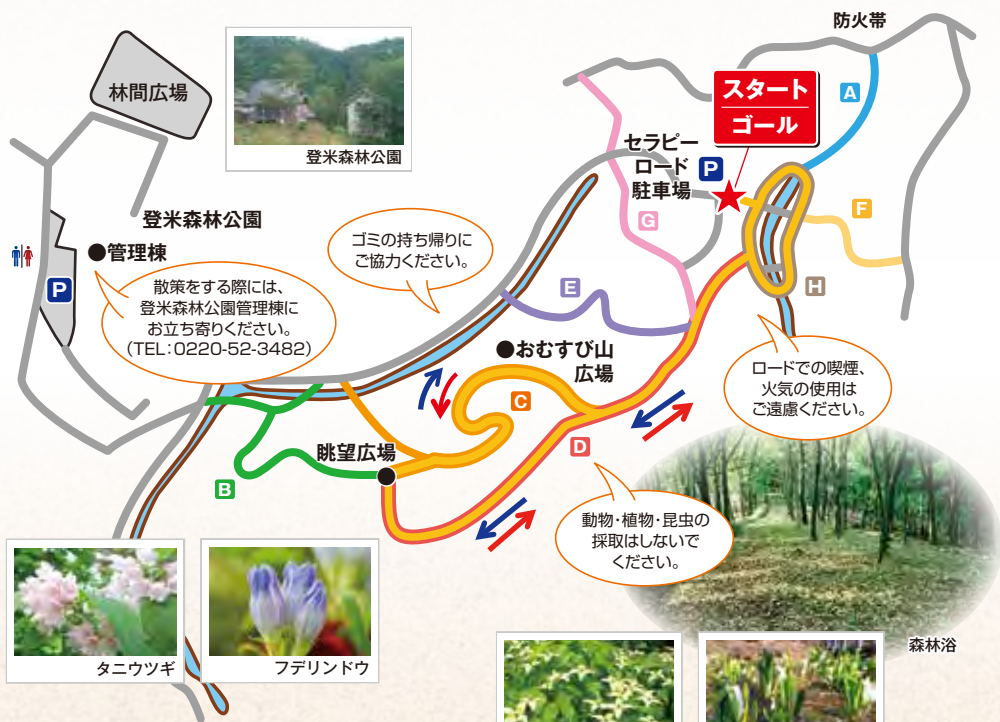 防火帯
林間広場
登米森林公園
スタート
ゴール
A
セラピー
ロード
駐車場
P
登米森林公園
●管理棟
P
散策をする際には、
登米森林公園管理棟に
お立ち寄りください。
(TEL:0220-52-3482)
ゴミの持ち帰りに
ご協力ください。
G
F
E
H
●おむすび山
広場
C
ロードでの喫煙、
火気の使用は
ご遠慮ください。
眺望広場
D
B
動物・植物・昆虫の
採取はしないで
ください。
タニウツギ
フデリンドウ
森林浴